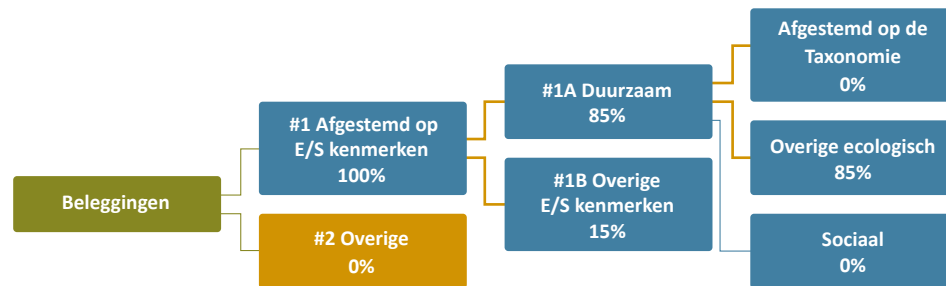 Beleggingen
#1 Afgestemd op
E/S kenmerken
100%
#2 Overige
0%
#1A Duurzaam
85%
#1B Overige
E/S kenmerken
15%
Afgestemd op de
Taxonomie
0%
Overige ecologisch
85%
Sociaal
0%